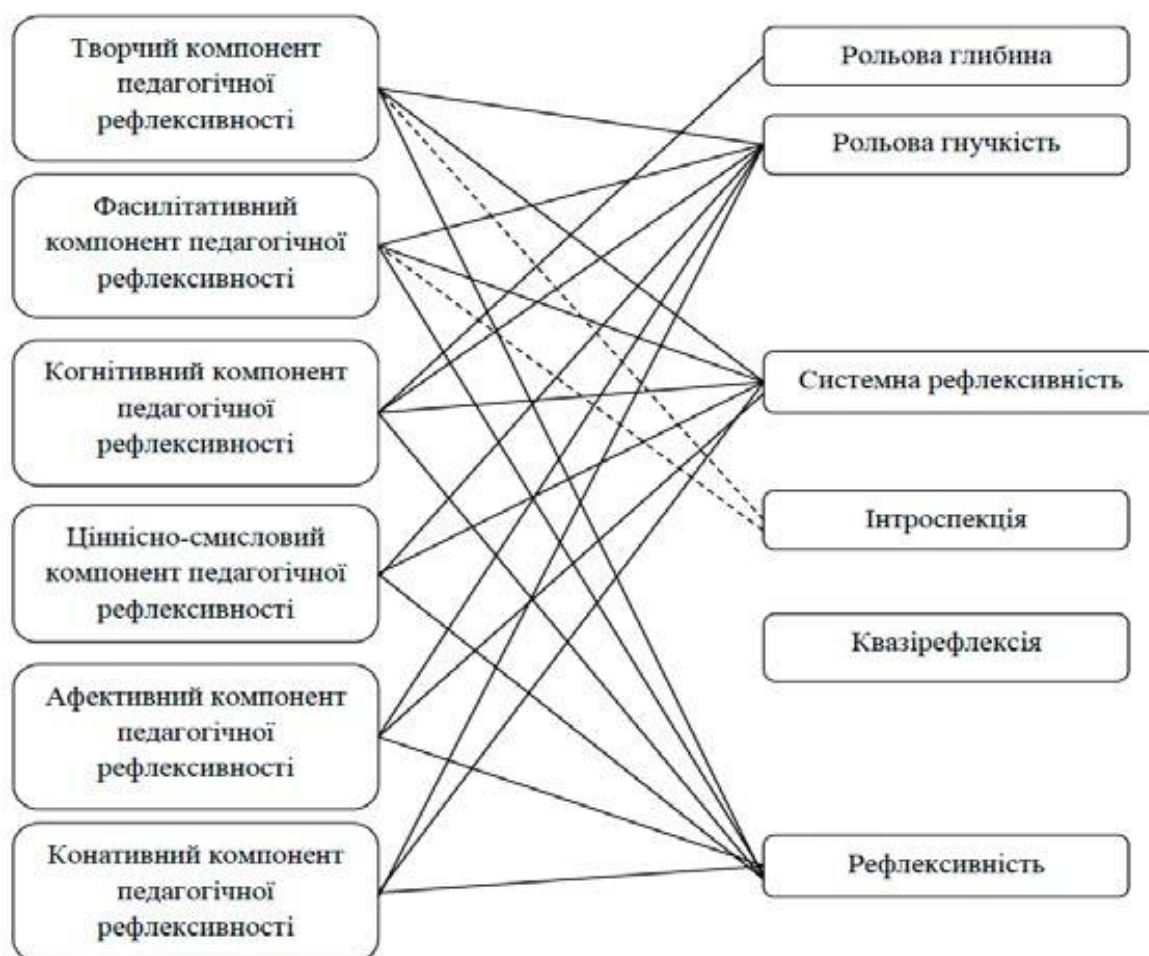 Творчий компонент
педагогічної
рефлексивності
Фасилітативний
компонент педагогічної
рефлексивності
Когнітивний компонент
педагогічної
рефлексивності
Ціннісно-смисловий
компонент педагогічної
рефлексивності
Афективний компонент
педагогічної
рефлексивності
Конативний компонент
педагогічної
рефлексивності
Рольова глибина
Рольова гнучкість
Системна рефлексивність
Інтроспекція
Квазірефлексія
Рефлексивність